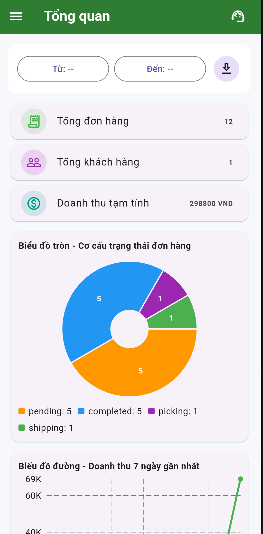 Tổng quan
Từ: --
Đến: --
Tổng đơn hàng
12
Tổng khách hàng
1
Doanh thu tạm tính
298800 VND
Biểu đồ tròn - Cơ cấu trạng thái đơn hàng
5
1
1
5
pending: 5
completed: 5
picking: 1
shipping: 1
Biểu đồ đường - Doanh thu 7 ngày gần nhất
69K
60K
40K